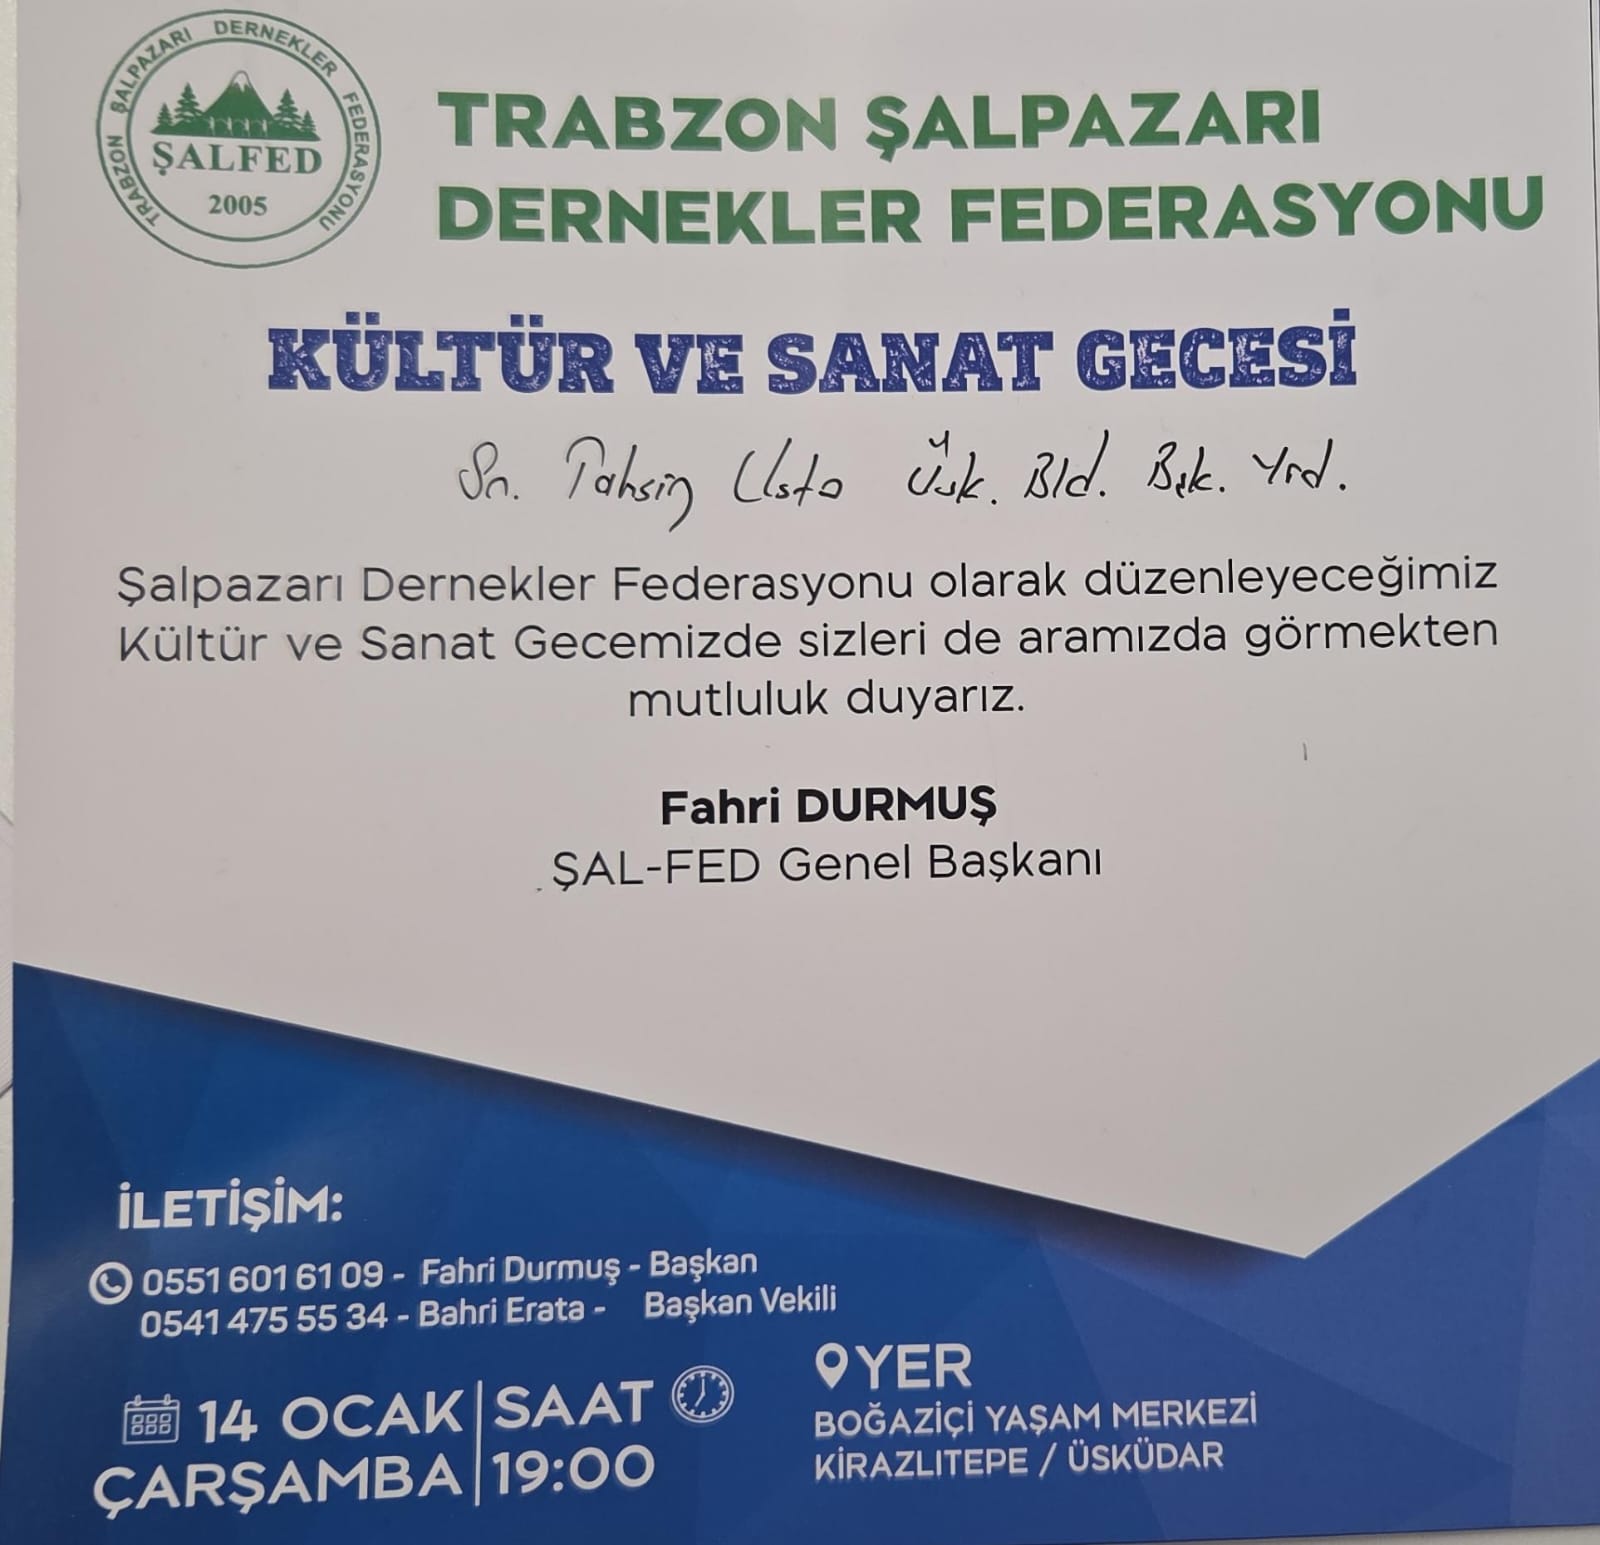 TRABZON ŞALPAZARI DERNEKLER FEDERASYONU
ŞALFED
2005
TRABZON ŞALPAZARI
DERNEKLER FEDERASYONU
KÜLTÜR VE SANAT GECESİ
Sn. Tahsin Usta Üsk. Bld. Bşk. Yrd.
Şalpazarı Dernekler Federasyonu olarak düzenleyeceğimiz
Kültür ve Sanat Gecemizde sizleri de aramızda görmekten
mutluluk duyarız.
Fahri DURMUŞ
ŞAL-FED Genel Başkanı
İLETİŞİM:
0551 601 61 09 - Fahri Durmuş - Başkan
0541 475 55 34 - Bahri Erata - Başkan Vekili
14 OCAK
ÇARŞAMBA
SAAT
19:00
YER
BOĞAZİÇİ YAŞAM MERKEZİ
KİRAZLITEPE / ÜSKÜDAR